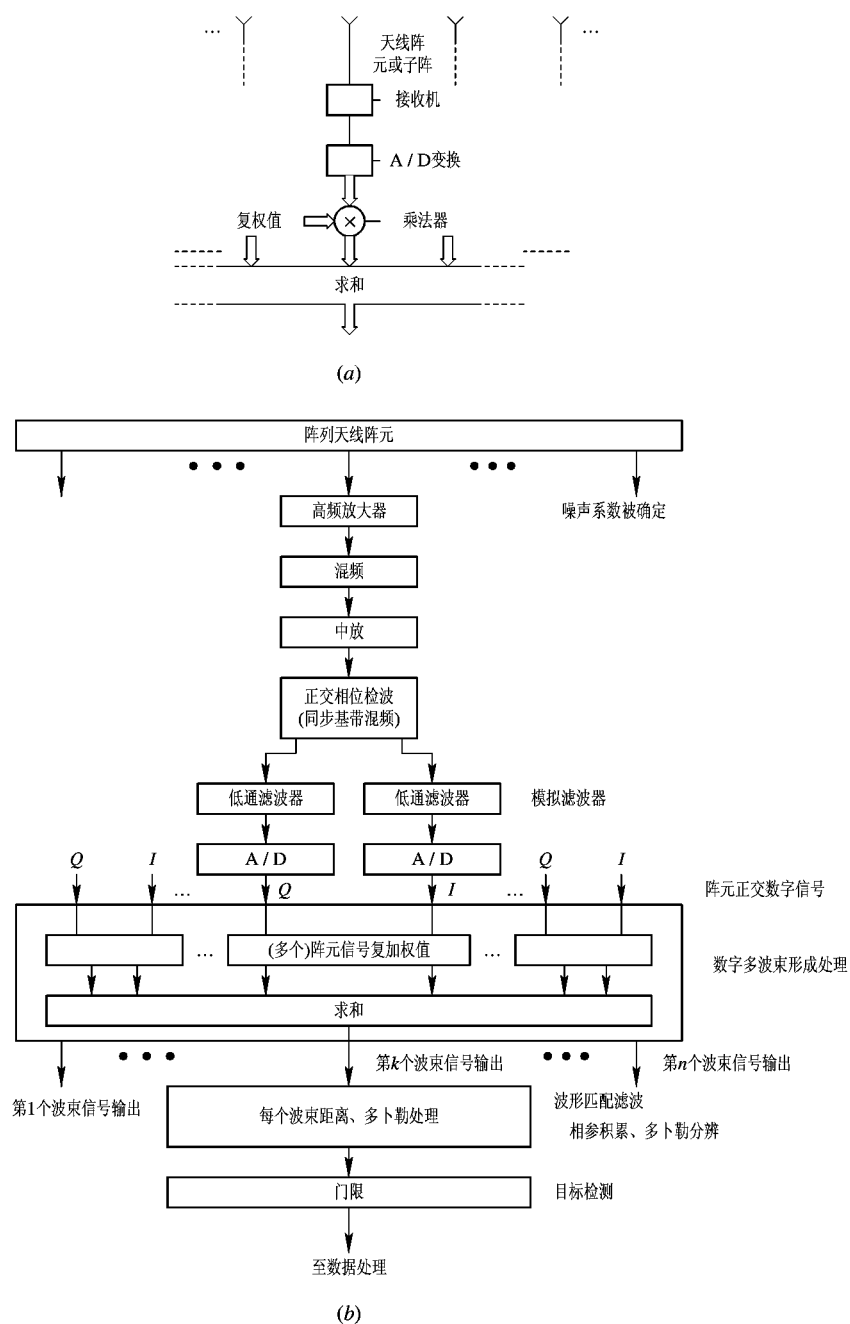 … …
天线阵
元或子阵
接收机
A / D变换
复权值 × 乘法器
求和
(a)
阵列天线阵元
高频放大器 噪声系数被确定
混频
中放
正交相位检波
(同步基带混频)
低通滤波器 低通滤波器 模拟滤波器
A / D A / D
Q I Q I
… Q I … 阵元正交数字信号
… (多个)阵元信号复加权值 … 数字多波束形成处理
求和
第k个波束信号输出 第n个波束信号输出
第1个波束信号输出 每个波束距离、多卜勒处理 波形匹配滤波
相参积累、多卜勒分辨
门限 目标检测
至数据处理
(b)